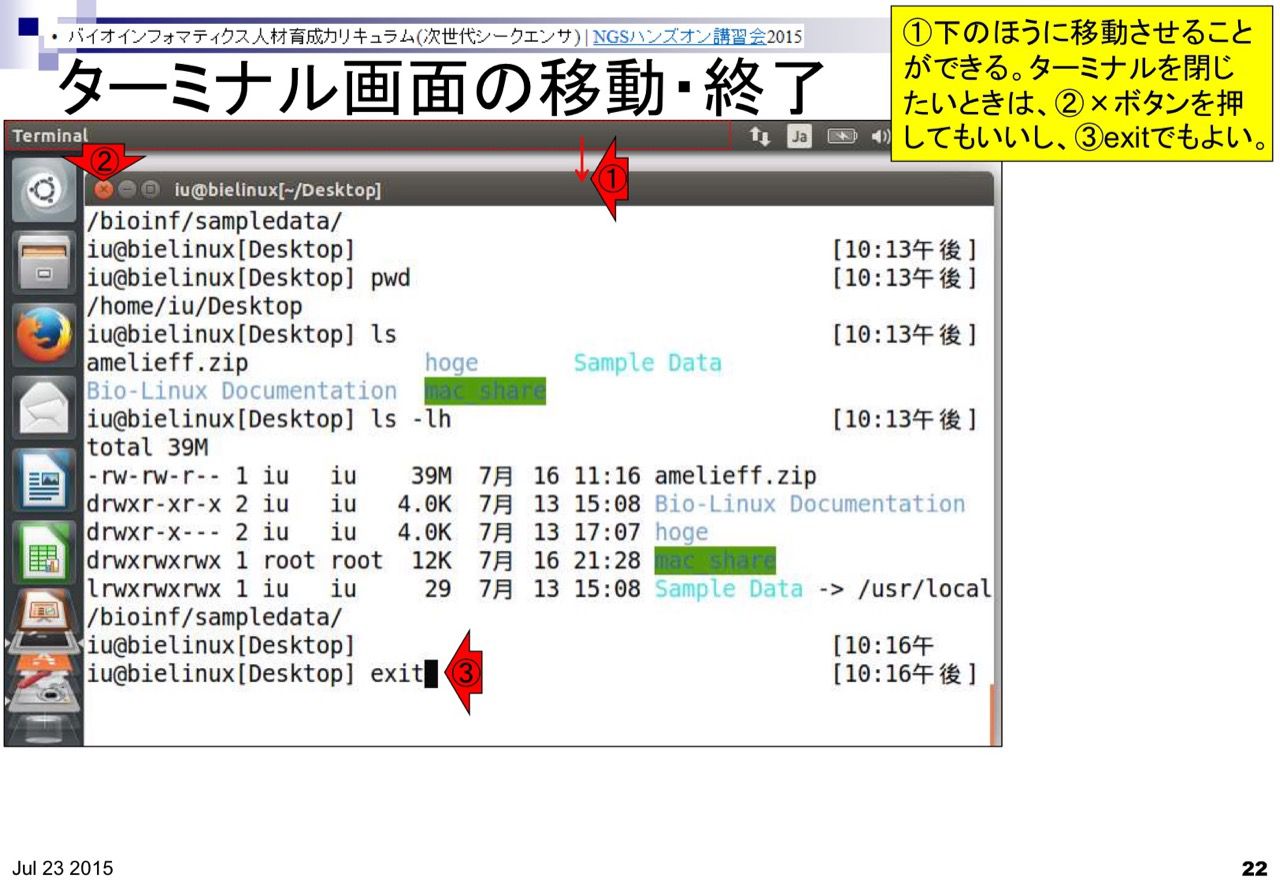 • バイオインフォマティクス人材育成カリキュラム(次世代シークエンサ) | NGSハンズオン講習会2015
ターミナル画面の移動・終了
①下のほうに移動させること
ができる。ターミナルを閉じ
たいときは、②×ボタンを押
してもいいし、③exitでもよい。
Terminal
Ja
②
①
iu@bielinux[~/Desktop]
/bioinf/sampledata/
iu@bielinux[Desktop] [10:13午後]
iu@bielinux[Desktop] pwd [10:13午後]
/home/iu/Desktop
iu@bielinux[Desktop] ls [10:13午後]
amelieff.zip hoge Sample Data
Bio-Linux Documentation mac_share
iu@bielinux[Desktop] ls -lh [10:13午後]
total 39M
-rw-rw-r-- 1 iu iu 39M 7月 16 11:16 amelieff.zip
drwxr-xr-x 2 iu iu 4.0K 7月 13 15:08 Bio-Linux Documentation
drwxr-x--- 2 iu iu 4.0K 7月 13 17:07 hoge
drwxrwxrwx 1 root root 12K 7月 16 21:28 mac_share
lrwxrwxrwx 1 iu iu 29 7月 13 15:08 Sample Data -> /usr/local
/bioinf/sampledata/
iu@bielinux[Desktop] [10:16午
iu@bielinux[Desktop] exit [10:16午後]
③
Jul 23 2015
22